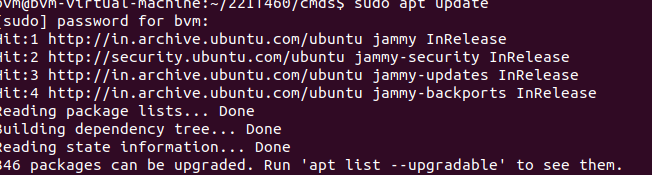 bvm@bvm-virtual-machine:~/22IT460/cmds$ sudo apt update
[sudo] password for bvm:
Hit:1 http://in.archive.ubuntu.com/ubuntu jammy InRelease
Hit:2 http://security.ubuntu.com/ubuntu jammy-security InRelease
Hit:3 http://in.archive.ubuntu.com/ubuntu jammy-updates InRelease
Hit:4 http://in.archive.ubuntu.com/ubuntu jammy-backports InRelease
Reading package lists... Done
Building dependency tree... Done
Reading state information... Done
346 packages can be upgraded. Run 'apt list --upgradable' to see them.